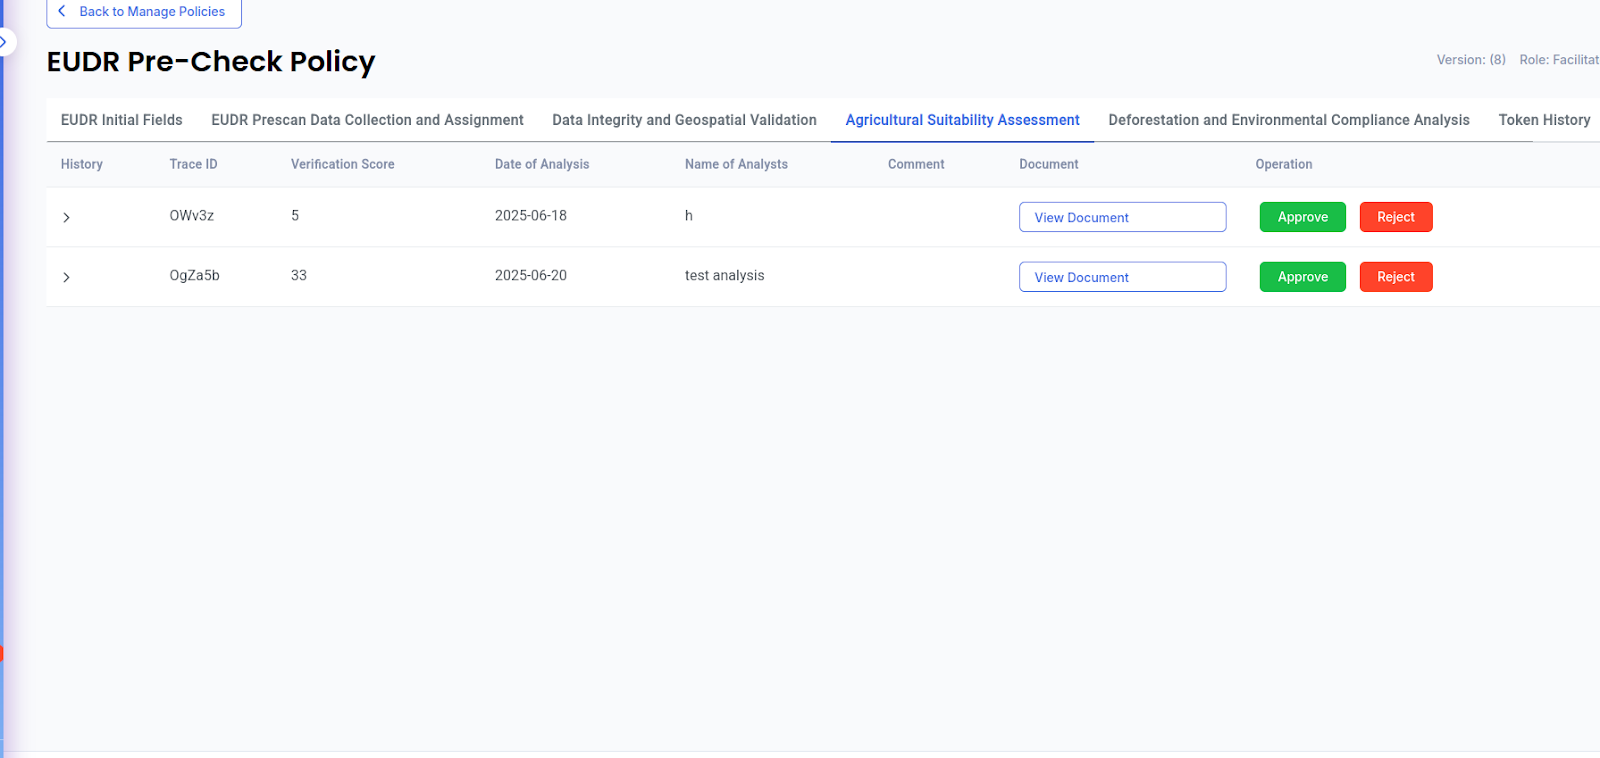 Back to Manage Policies
EUDR Pre-Check Policy
Version: (8) Role: Facilitat
EUDR Initial Fields EUDR Prescan Data Collection and Assignment Data Integrity and Geospatial Validation Agricultural Suitability Assessment Deforestation and Environmental Compliance Analysis Token History
History Trace ID Verification Score Date of Analysis Name of Analysts Comment Document Operation
OWv3z 5 2025-06-18 h View Document Approve Reject
OgZa5b 33 2025-06-20 test analysis View Document Approve Reject